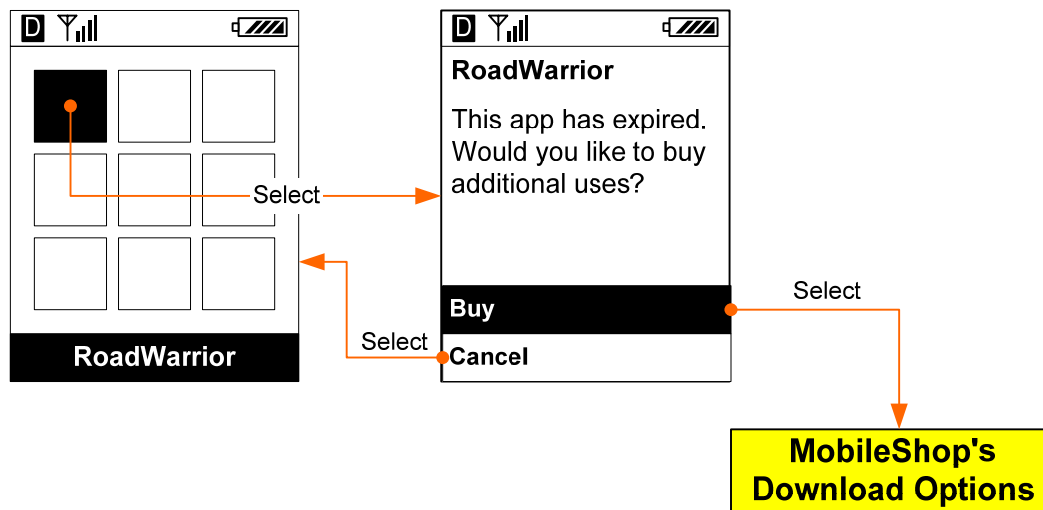 D
RoadWarrior
Select
D
RoadWarrior
This app has expired.
Would you like to buy
additional uses?
Buy
Cancel
Select
Select
MobileShop's
Download Options